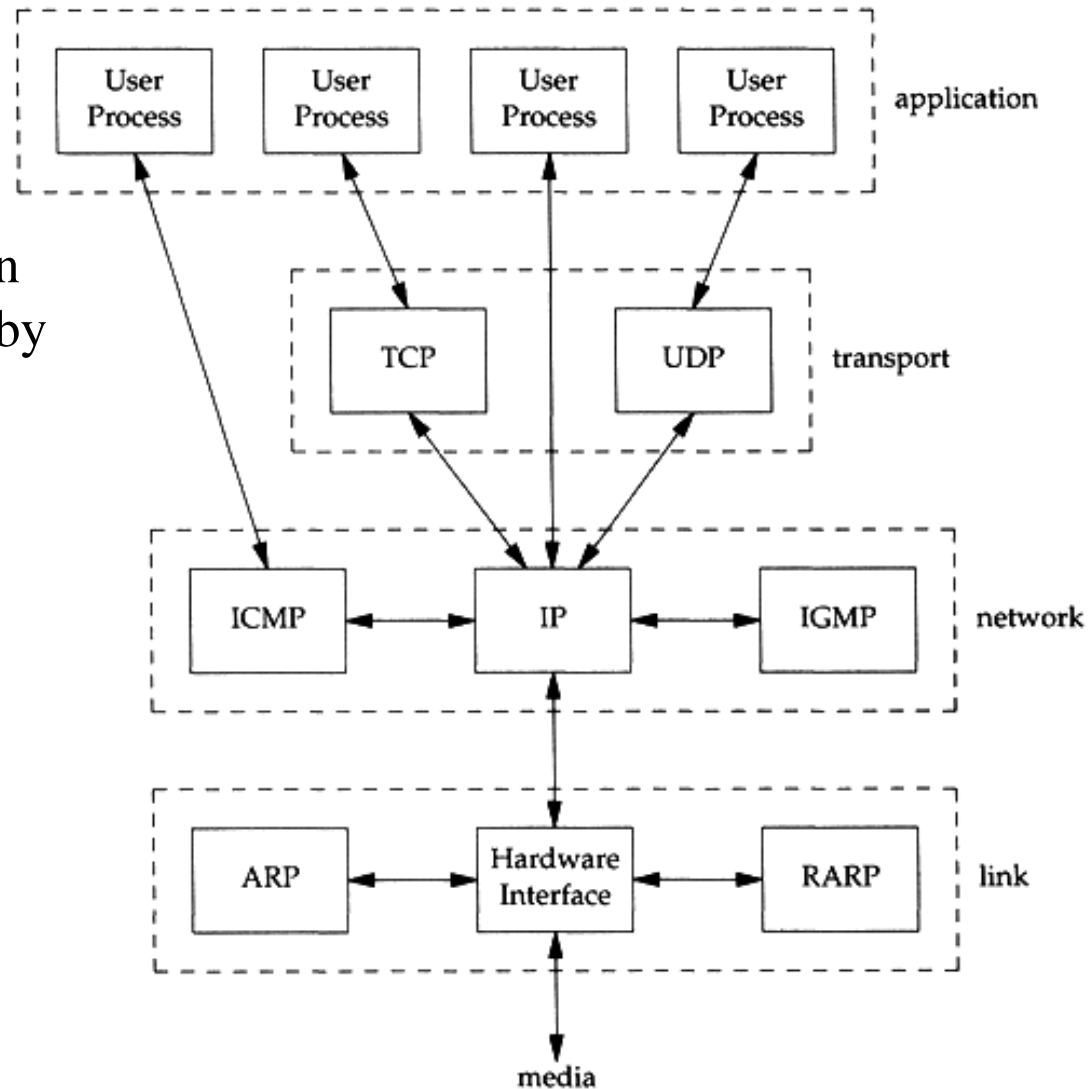 User
Process
User
Process
User
Process
User
Process
application
n
by
TCP
UDP
transport
ICMP
IP
IGMP
network
ARP
Hardware
Interface
RARP
link
media